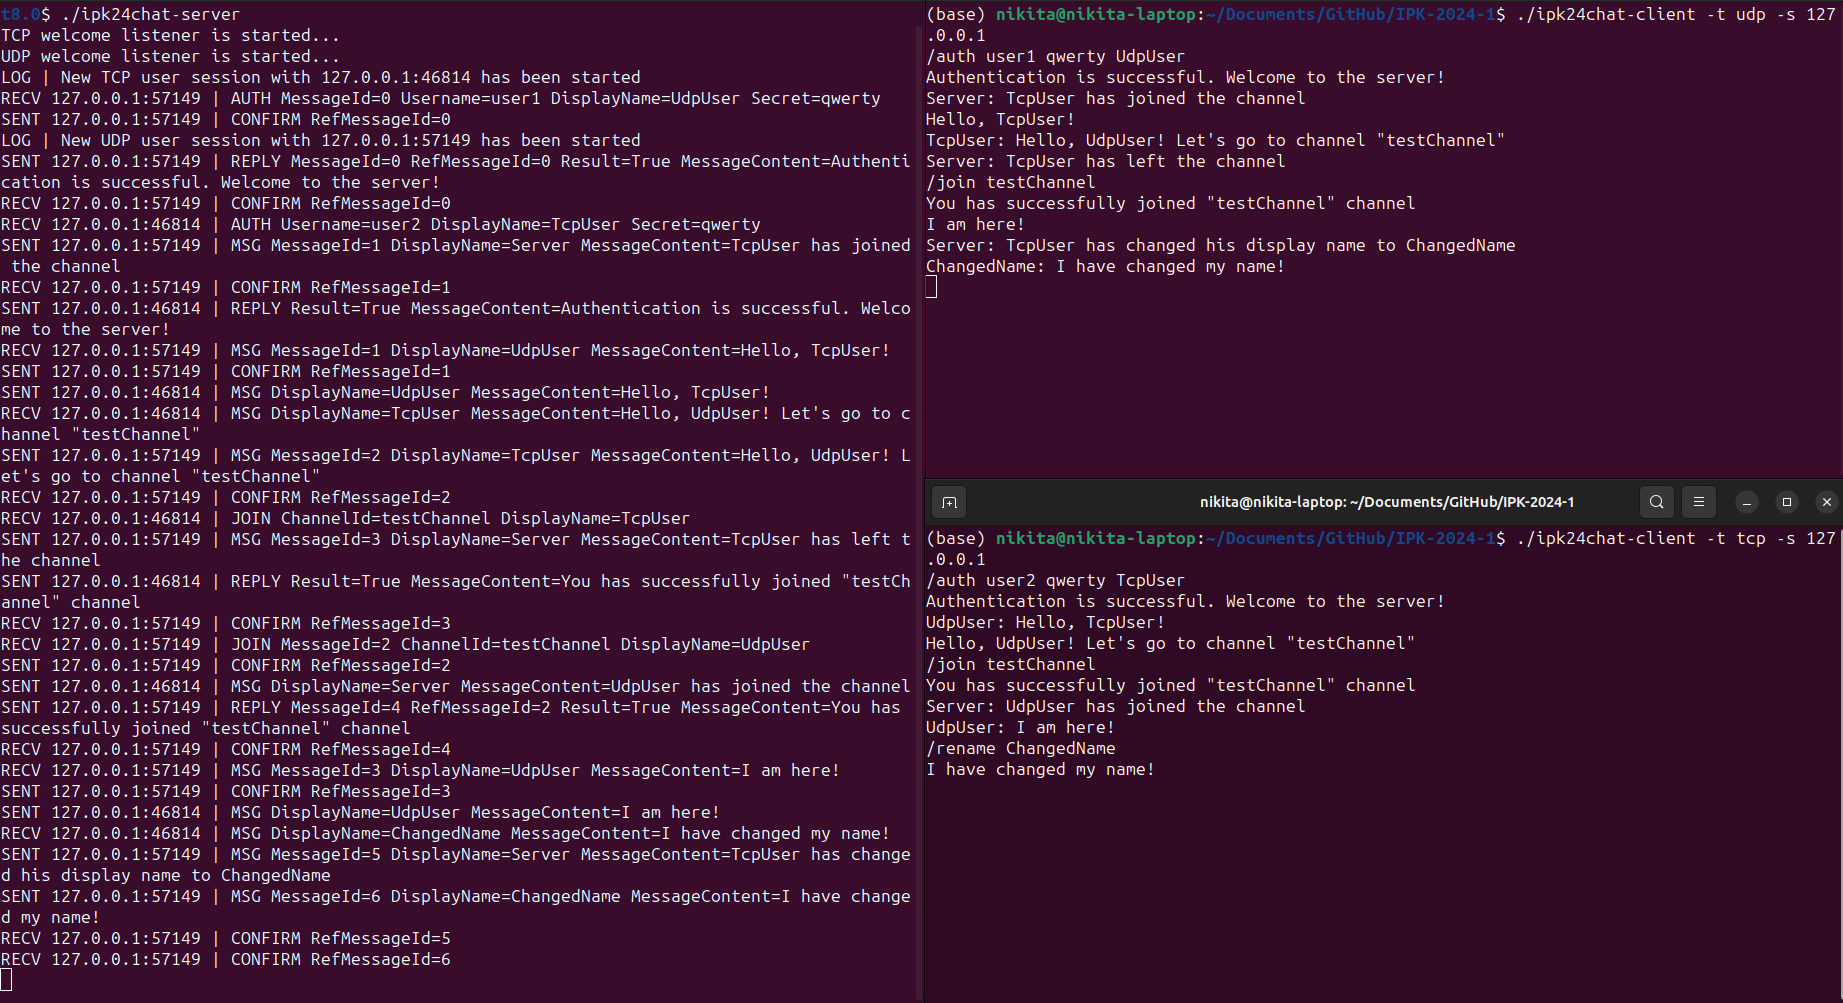 t8.0$ ./ipk24chat-server
TCP welcome listener is started...
UDP welcome listener is started...
LOG | New TCP user session with 127.0.0.1:46814 has been started
RECV 127.0.0.1:57149 | AUTH MessageId=0 Username=user1 DisplayName=UdpUser Secret=qwerty
SENT 127.0.0.1:57149 | CONFIRM RefMessageId=0
LOG | New UDP user session with 127.0.0.1:57149 has been started
SENT 127.0.0.1:57149 | REPLY MessageId=0 RefMessageId=0 Result=True MessageContent=Authenti
cation is successful. Welcome to the server!
RECV 127.0.0.1:57149 | CONFIRM RefMessageId=0
RECV 127.0.0.1:46814 | AUTH Username=user2 DisplayName=TcpUser Secret=qwerty
SENT 127.0.0.1:57149 | MSG MessageId=1 DisplayName=Server MessageContent=TcpUser has joined
 the channel
RECV 127.0.0.1:57149 | CONFIRM RefMessageId=1
SENT 127.0.0.1:46814 | REPLY Result=True MessageContent=Authentication is successful. Welco
me to the server!
RECV 127.0.0.1:57149 | MSG MessageId=1 DisplayName=UdpUser MessageContent=Hello, TcpUser!
SENT 127.0.0.1:57149 | CONFIRM RefMessageId=1
SENT 127.0.0.1:46814 | MSG DisplayName=UdpUser MessageContent=Hello, TcpUser!
RECV 127.0.0.1:46814 | MSG DisplayName=TcpUser MessageContent=Hello, UdpUser! Let's go to c
hannel "testChannel"
SENT 127.0.0.1:57149 | MSG MessageId=2 DisplayName=TcpUser MessageContent=Hello, UdpUser! L
et's go to channel "testChannel"
RECV 127.0.0.1:57149 | CONFIRM RefMessageId=2
RECV 127.0.0.1:46814 | JOIN ChannelId=testChannel DisplayName=TcpUser
SENT 127.0.0.1:57149 | MSG MessageId=3 DisplayName=Server MessageContent=TcpUser has left t
he channel
SENT 127.0.0.1:46814 | REPLY Result=True MessageContent=You has successfully joined "testCh
annel" channel
RECV 127.0.0.1:57149 | CONFIRM RefMessageId=3
RECV 127.0.0.1:57149 | JOIN MessageId=2 ChannelId=testChannel DisplayName=UdpUser
SENT 127.0.0.1:57149 | CONFIRM RefMessageId=2
SENT 127.0.0.1:46814 | MSG DisplayName=Server MessageContent=UdpUser has joined the channel
SENT 127.0.0.1:57149 | REPLY MessageId=4 RefMessageId=2 Result=True MessageContent=You has 
successfully joined "testChannel" channel
RECV 127.0.0.1:57149 | CONFIRM RefMessageId=4
RECV 127.0.0.1:57149 | MSG MessageId=3 DisplayName=UdpUser MessageContent=I am here!
SENT 127.0.0.1:57149 | CONFIRM RefMessageId=3
SENT 127.0.0.1:46814 | MSG DisplayName=UdpUser MessageContent=I am here!
RECV 127.0.0.1:46814 | MSG DisplayName=ChangedName MessageContent=I have changed my name!
SENT 127.0.0.1:57149 | MSG MessageId=5 DisplayName=Server MessageContent=TcpUser has change
d his display name to ChangedName
SENT 127.0.0.1:57149 | MSG MessageId=6 DisplayName=ChangedName MessageContent=I have change
d my name!
RECV 127.0.0.1:57149 | CONFIRM RefMessageId=5
RECV 127.0.0.1:57149 | CONFIRM RefMessageId=6
(base) nikita@nikita-laptop:~/Documents/GitHub/IPK-2024-1$ ./ipk24chat-client -t udp -s 127
.0.0.1
/auth user1 qwerty UdpUser
Authentication is successful. Welcome to the server!
Server: TcpUser has joined the channel
Hello, TcpUser!
TcpUser: Hello, UdpUser! Let's go to channel "testChannel"
Server: TcpUser has left the channel
/join testChannel
You has successfully joined "testChannel" channel
I am here!
Server: TcpUser has changed his display name to ChangedName
ChangedName: I have changed my name!
nikita@nikita-laptop: ~/Documents/GitHub/IPK-2024-1
(base) nikita@nikita-laptop:~/Documents/GitHub/IPK-2024-1$ ./ipk24chat-client -t tcp -s 127
.0.0.1
/auth user2 qwerty TcpUser
Authentication is successful. Welcome to the server!
UdpUser: Hello, TcpUser!
Hello, UdpUser! Let's go to channel "testChannel"
/join testChannel
You has successfully joined "testChannel" channel
Server: UdpUser has joined the channel
UdpUser: I am here!
/rename ChangedName
I have changed my name!